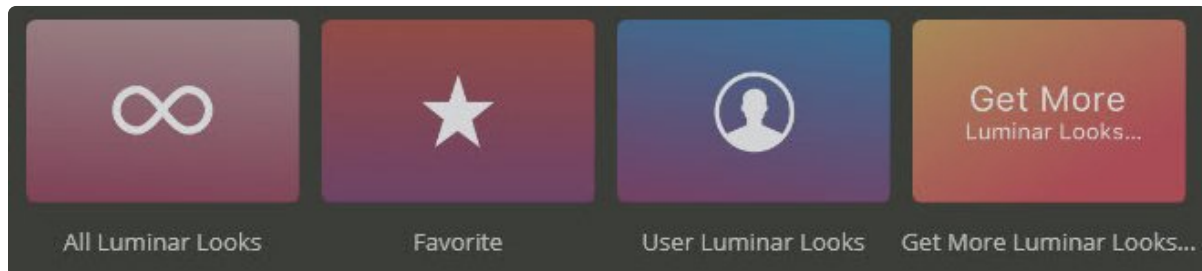 Get More
Luminar Looks...
All Luminar Looks
Favorite
User Luminar Looks
Get More Luminar Looks...